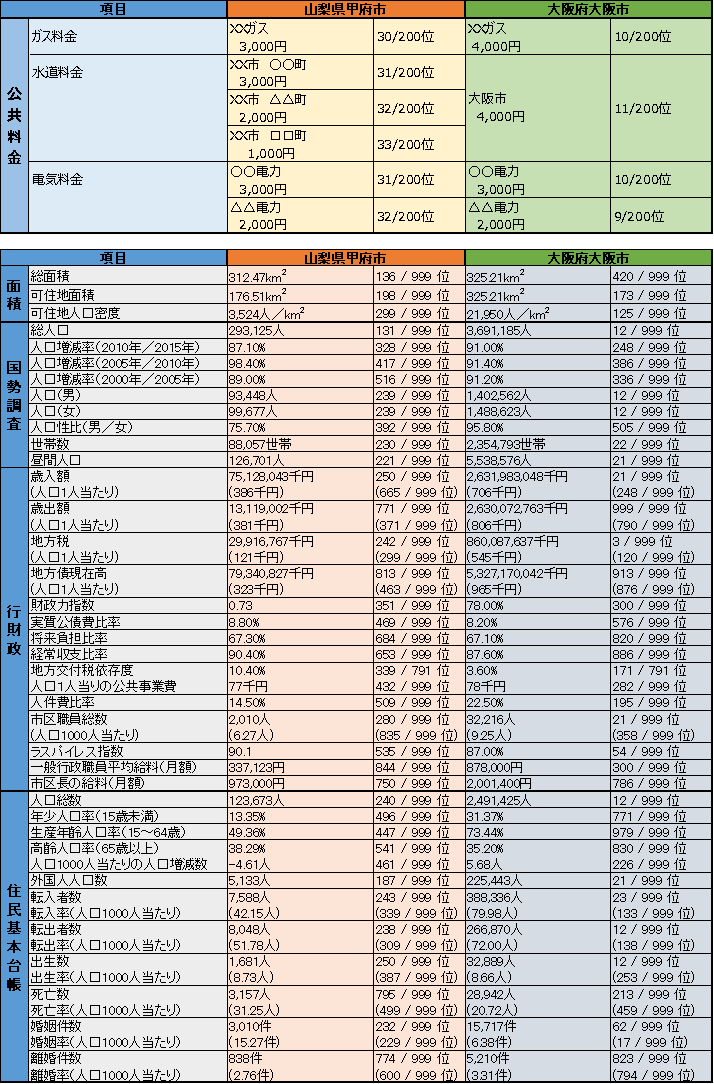 項目 山梨県甲府市 大阪府大阪市
公共料金
ガス料金 XXガス 30/200位 XXガス 10/200位
3,000円 4,000円
水道料金 XX市 〇〇町 31/200位 大阪市 11/200位
3,000円 4,000円
XX市 △△町 32/200位
2,000円
XX市 □□町 33/200位
1,000円
電気料金 〇〇電力 31/200位 〇〇電力 10/200位
3,000円 3,000円
△△電力 32/200位 △△電力 9/200位
2,000円 2,000円
項目 山梨県甲府市 大阪府大阪市
面積
総面積 312.47km² 136 / 999 位 325.21km² 420 / 999 位
可住地面積 176.51km² 198 / 999 位 325.21km² 173 / 999 位
可住地人口密度 3,524人／km² 299 / 999 位 21,950人／km² 125 / 999 位
国勢調査
総人口 293,125人 131 / 999 位 3,691,185人 12 / 999 位
人口増減率(2010年／2015年) 87.10% 328 / 999 位 91.00% 248 / 999 位
人口増減率(2005年／2010年) 98.40% 417 / 999 位 91.40% 386 / 999 位
人口増減率(2000年／2005年) 89.00% 516 / 999 位 91.20% 336 / 999 位
人口(男) 93,448人 239 / 999 位 1,402,562人 12 / 999 位
人口(女) 99,677人 239 / 999 位 1,488,623人 12 / 999 位
人口性比(男／女) 75.70% 392 / 999 位 95.80% 505 / 999 位
世帯数 88,057世帯 230 / 999 位 2,354,793世帯 22 / 999 位
昼間人口 126,701人 221 / 999 位 5,538,576人 21 / 999 位
行財政
歳入額 75,128,043千円 250 / 999 位 2,631,983,048千円 21 / 999 位
(人口1人当たり) (386千円) (665 / 999 位) (706千円) (248 / 999 位)
歳出額 13,119,002千円 771 / 999 位 2,630,072,763千円 999 / 999 位
(人口1人当たり) (381千円) (371 / 999 位) (806千円) (790 / 999 位)
地方税 29,916,767千円 242 / 999 位 860,087,637千円 3 / 999 位
(人口1人当たり) (121千円) (299 / 999 位) (545千円) (120 / 999 位)
地方債現在高 79,340,827千円 813 / 999 位 5,327,170,042千円 913 / 999 位
(人口1人当たり) (323千円) (463 / 999 位) (965千円) (876 / 999 位)
財政力指数 0.73 351 / 999 位 78.00% 300 / 999 位
実質公債費比率 8.80% 469 / 999 位 8.20% 576 / 999 位
将来負担比率 67.30% 684 / 999 位 67.10% 820 / 999 位
経常収支比率 90.40% 653 / 999 位 87.60% 886 / 999 位
地方交付税依存度 10.40% 339 / 791 位 3.60% 171 / 791 位
人口1人当りの公共事業費 77千円 432 / 999 位 78千円 282 / 999 位
人件費比率 14.50% 509 / 999 位 22.50% 195 / 999 位
市区職員総数 2,010人 280 / 999 位 32,216人 21 / 999 位
(人口1000人当たり) (6.27人) (835 / 999 位) (9.25人) (358 / 999 位)
ラスパイレス指数 90.1 535 / 999 位 87.00% 54 / 999 位
一般行政職員平均給料(月額) 337,123円 844 / 999 位 878,000円 300 / 999 位
市区長の給料(月額) 973,000円 750 / 999 位 2,001,400円 786 / 999 位
住民基本台帳
人口総数 123,673人 240 / 999 位 2,491,425人 12 / 999 位
年少人口率(15歳未満) 13.35% 496 / 999 位 31.37% 771 / 999 位
生産年齢人口率(15～64歳) 49.36% 447 / 999 位 73.44% 979 / 999 位
高齢人口率(65歳以上) 38.29% 541 / 999 位 35.20% 830 / 999 位
人口1000人当たりの人口増減数 -4.61人 461 / 999 位 5.68人 226 / 999 位
外国人人口数 5,133人 187 / 999 位 225,443人 21 / 999 位
転入者数 7,588人 243 / 999 位 388,336人 23 / 999 位
転入率(人口1000人当たり) (42.15人) (339 / 999 位) (79.98人) (133 / 999 位)
転出者数 8,048人 238 / 999 位 266,870人 12 / 999 位
転出率(人口1000人当たり) (51.78人) (309 / 999 位) (72.00人) (138 / 999 位)
出生数 1,681人 250 / 999 位 32,889人 12 / 999 位
出生率(人口1000人当たり) (8.73人) (387 / 999 位) (8.66人) (253 / 999 位)
死亡数 3,157人 795 / 999 位 28,942人 213 / 999 位
死亡率(人口1000人当たり) (31.25人) (499 / 999 位) (20.72人) (459 / 999 位)
婚姻件数 3,010件 232 / 999 位 15,717件 62 / 999 位
婚姻率(人口1000人当たり) (15.27件) (229 / 999 位) (6.38件) (17 / 999 位)
離婚件数 838件 774 / 999 位 5,210件 823 / 999 位
離婚率(人口1000人当たり) (2.76件) (600 / 999 位) (3.31件) (794 / 999 位)